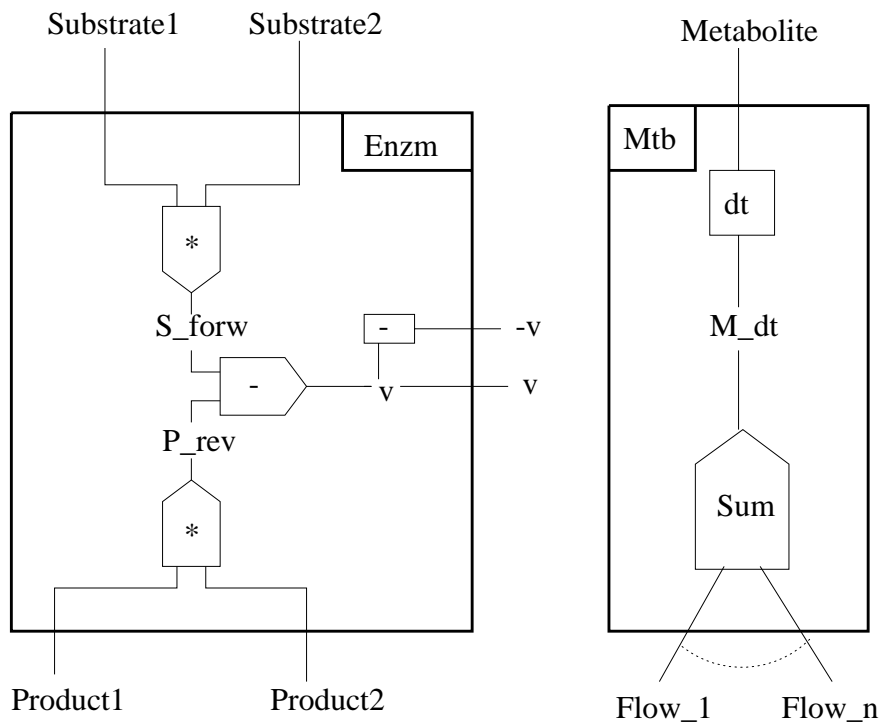 Substrate1
Substrate2
Enzm
*
S_forw
-
-v
-
v
v
P_rev
*
Product1
Product2
Metabolite
Mtb
dt
M_dt
Sum
Flow_1
Flow_n